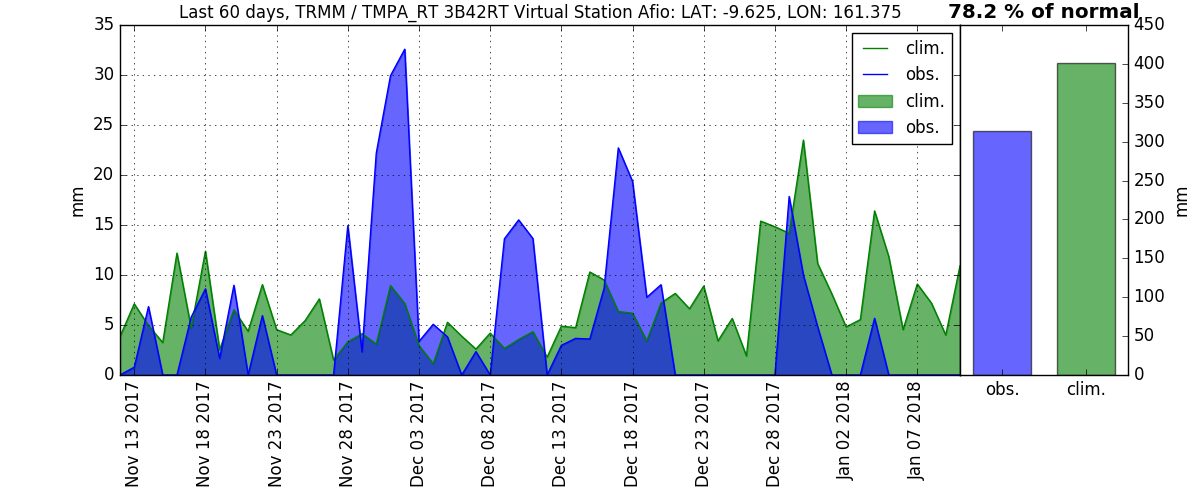 Last 60 days, TRMM / TMPA_RT 3B42RT Virtual Station Afio: LAT: -9.625, LON: 161.375
78.2 % of normal
35
30
25
20
15
10
5
0
mm
clim.
obs.
clim.
obs.
450
400
350
300
250
200
150
100
50
0
mm
Nov 13 2017
Nov 18 2017
Nov 23 2017
Nov 28 2017
Dec 03 2017
Dec 08 2017
Dec 13 2017
Dec 18 2017
Dec 23 2017
Dec 28 2017
Jan 02 2018
Jan 07 2018
obs.
clim.